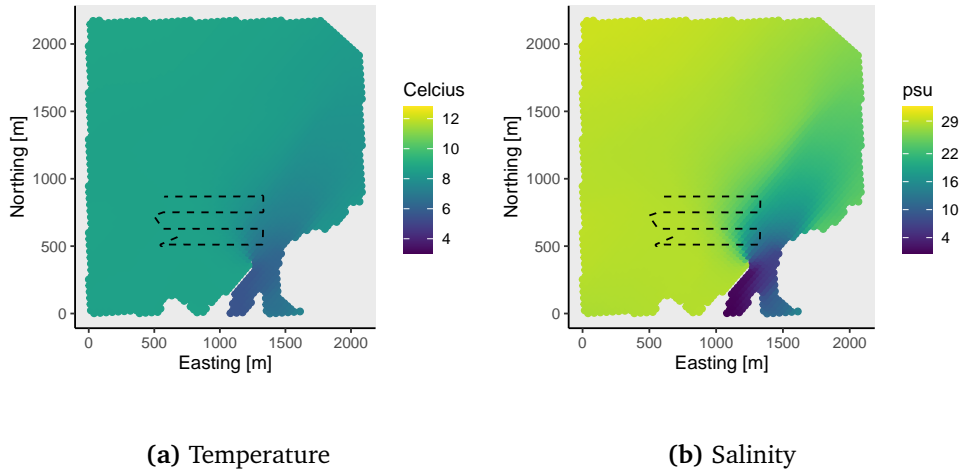 2000
1500
1000
500
0
Northing [m]
0 500 1000 1500 2000
Easting [m]
Celcius
12
10
8
6
4
(a) Temperature
2000
1500
1000
500
0
Northing [m]
0 500 1000 1500 2000
Easting [m]
psu
29
22
16
10
4
(b) Salinity